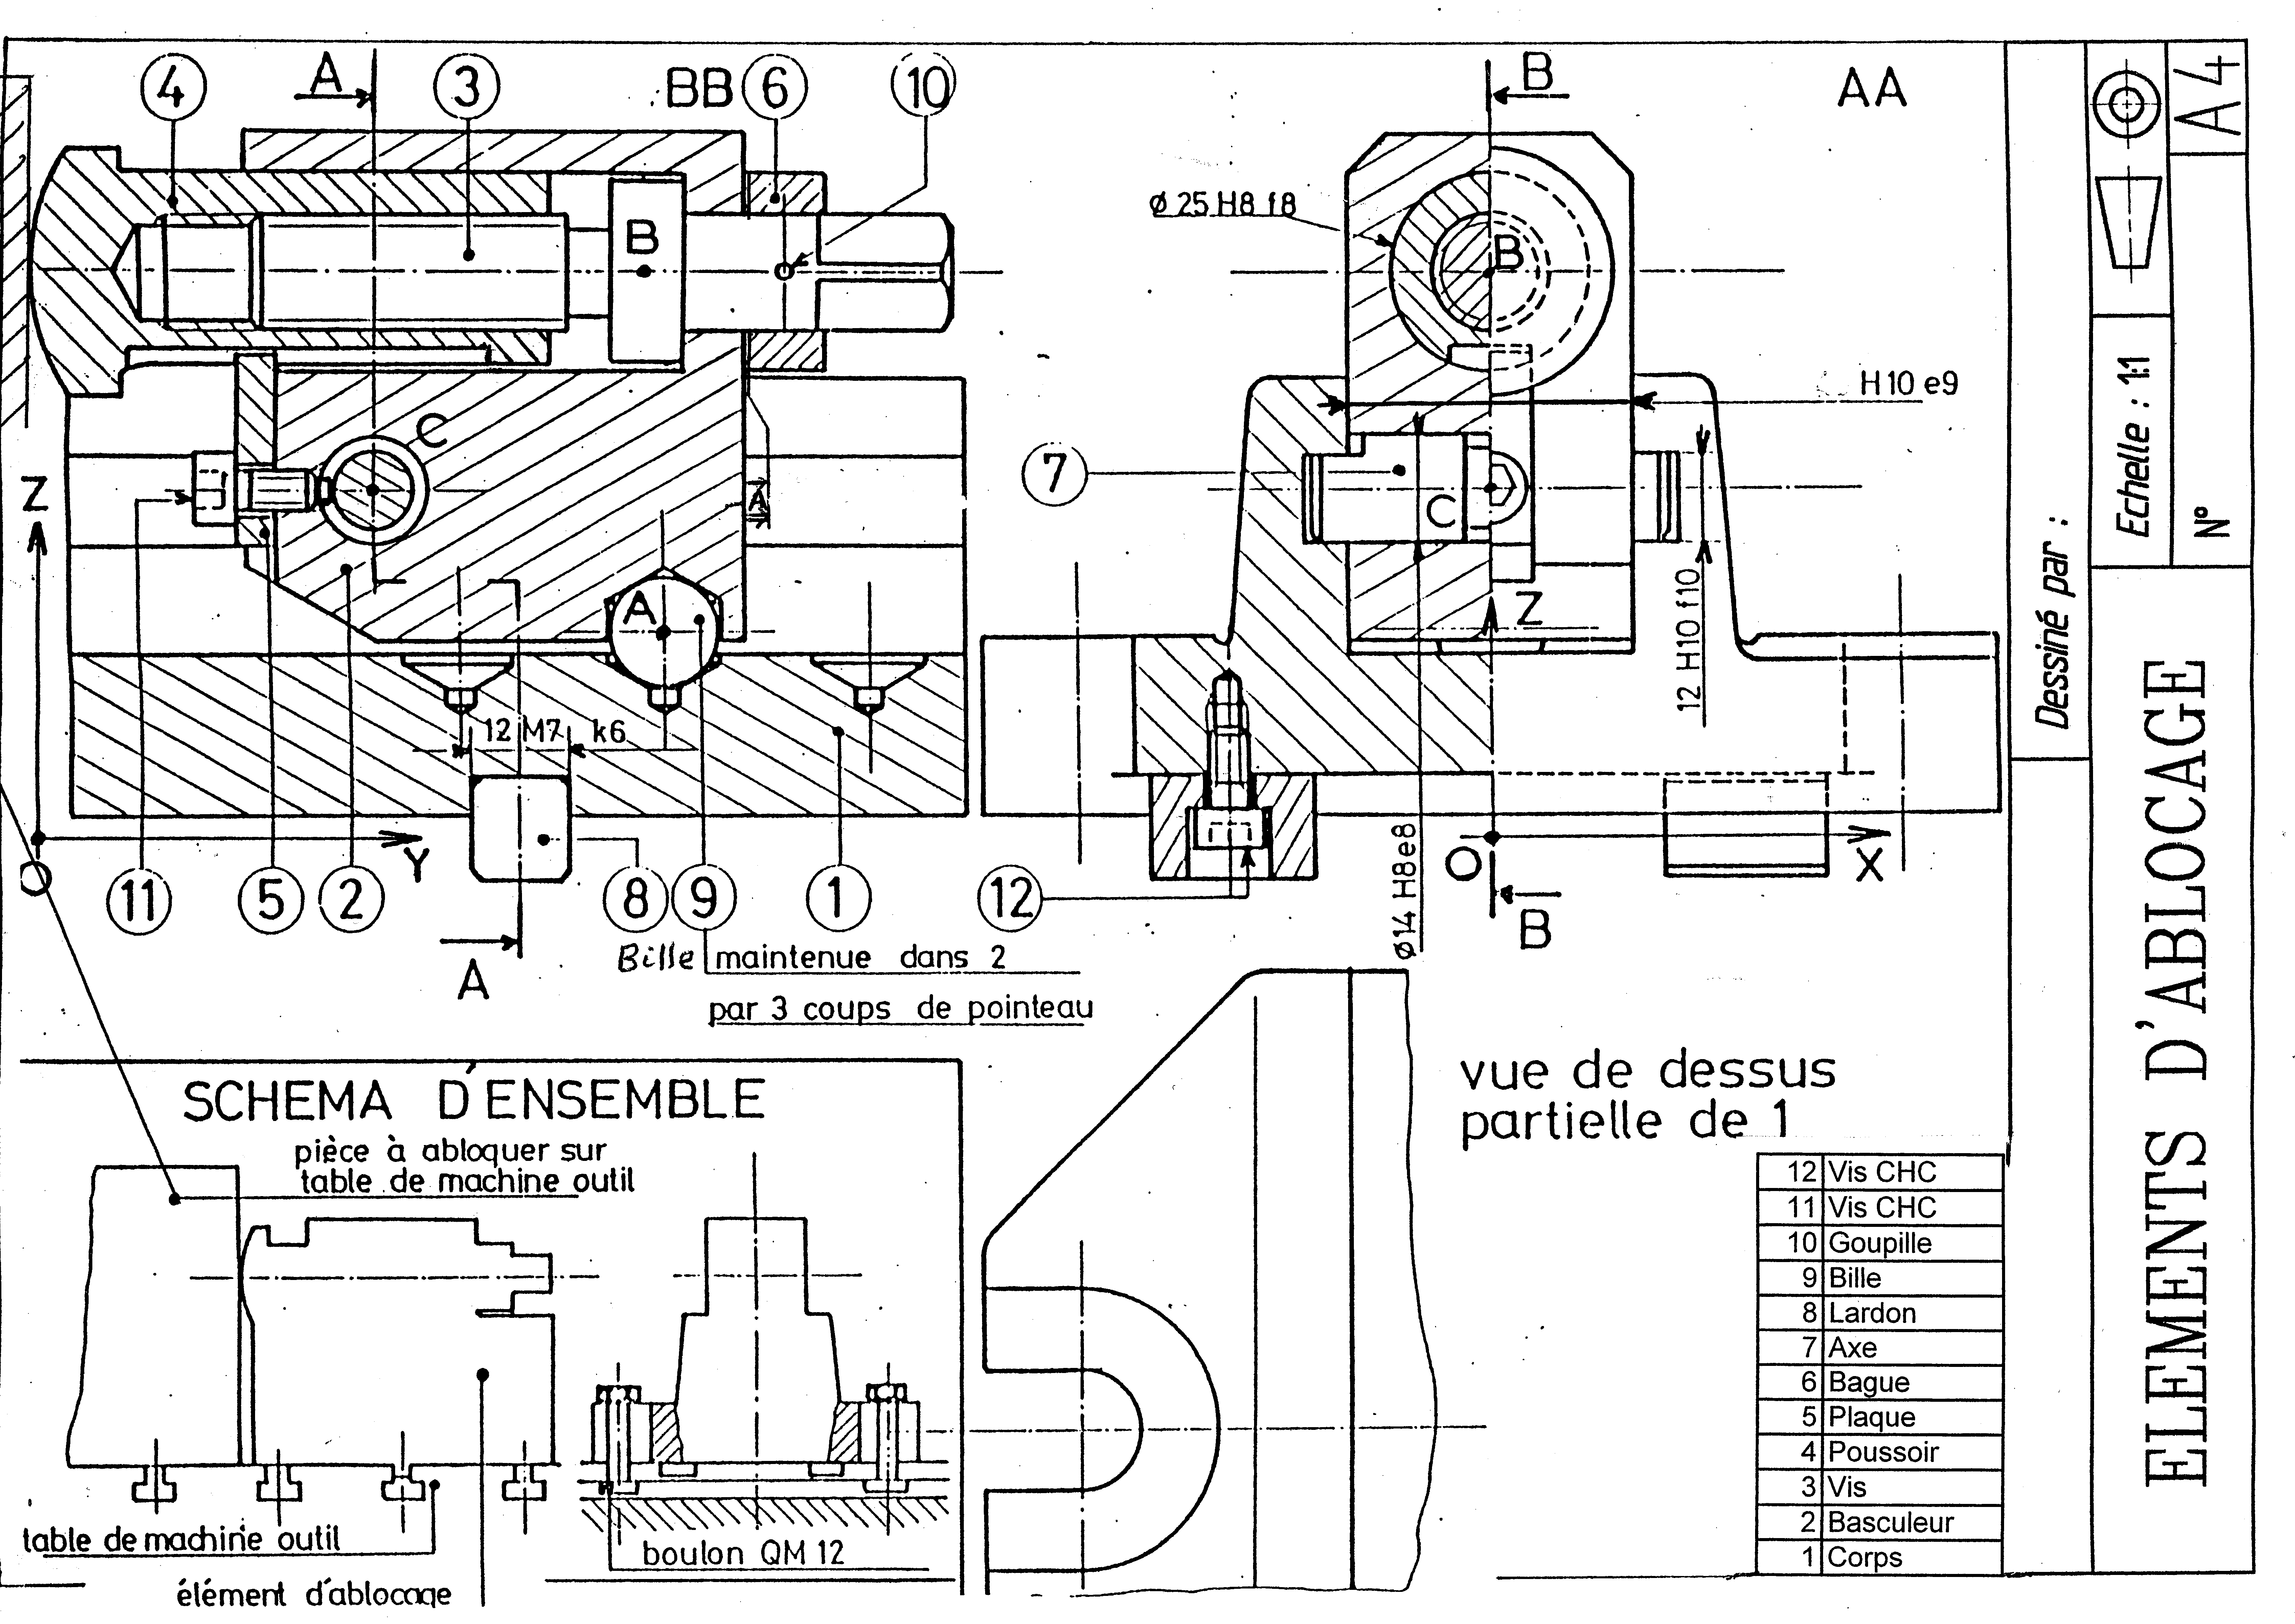 4
A
3
BB
6
10
B
AA
A4
ø 25 H8 f8
B
B
H10 e9
C
7
C
Z
A
A
Z
12 H10 f10
12 M7 k6
ø14 H8e8
O
Y
O
X
11
5
2
8
9
1
12
A
B
Bille maintenue dans 2
par 3 coups de pointeau
SCHEMA D'ENSEMBLE
pièce à abloquer sur
table de machine outil
table de machine outil
élément d'ablocage
boulon QM 12
vue de dessus
partielle de 1
12 Vis CHC
11 Vis CHC
10 Goupille
9 Bille
8 Lardon
7 Axe
6 Bague
5 Plaque
4 Poussoir
3 Vis
2 Basculeur
1 Corps
Dessiné par :
Echelle : 1:1
N°
ELEMENTS D'ABLOCAGE